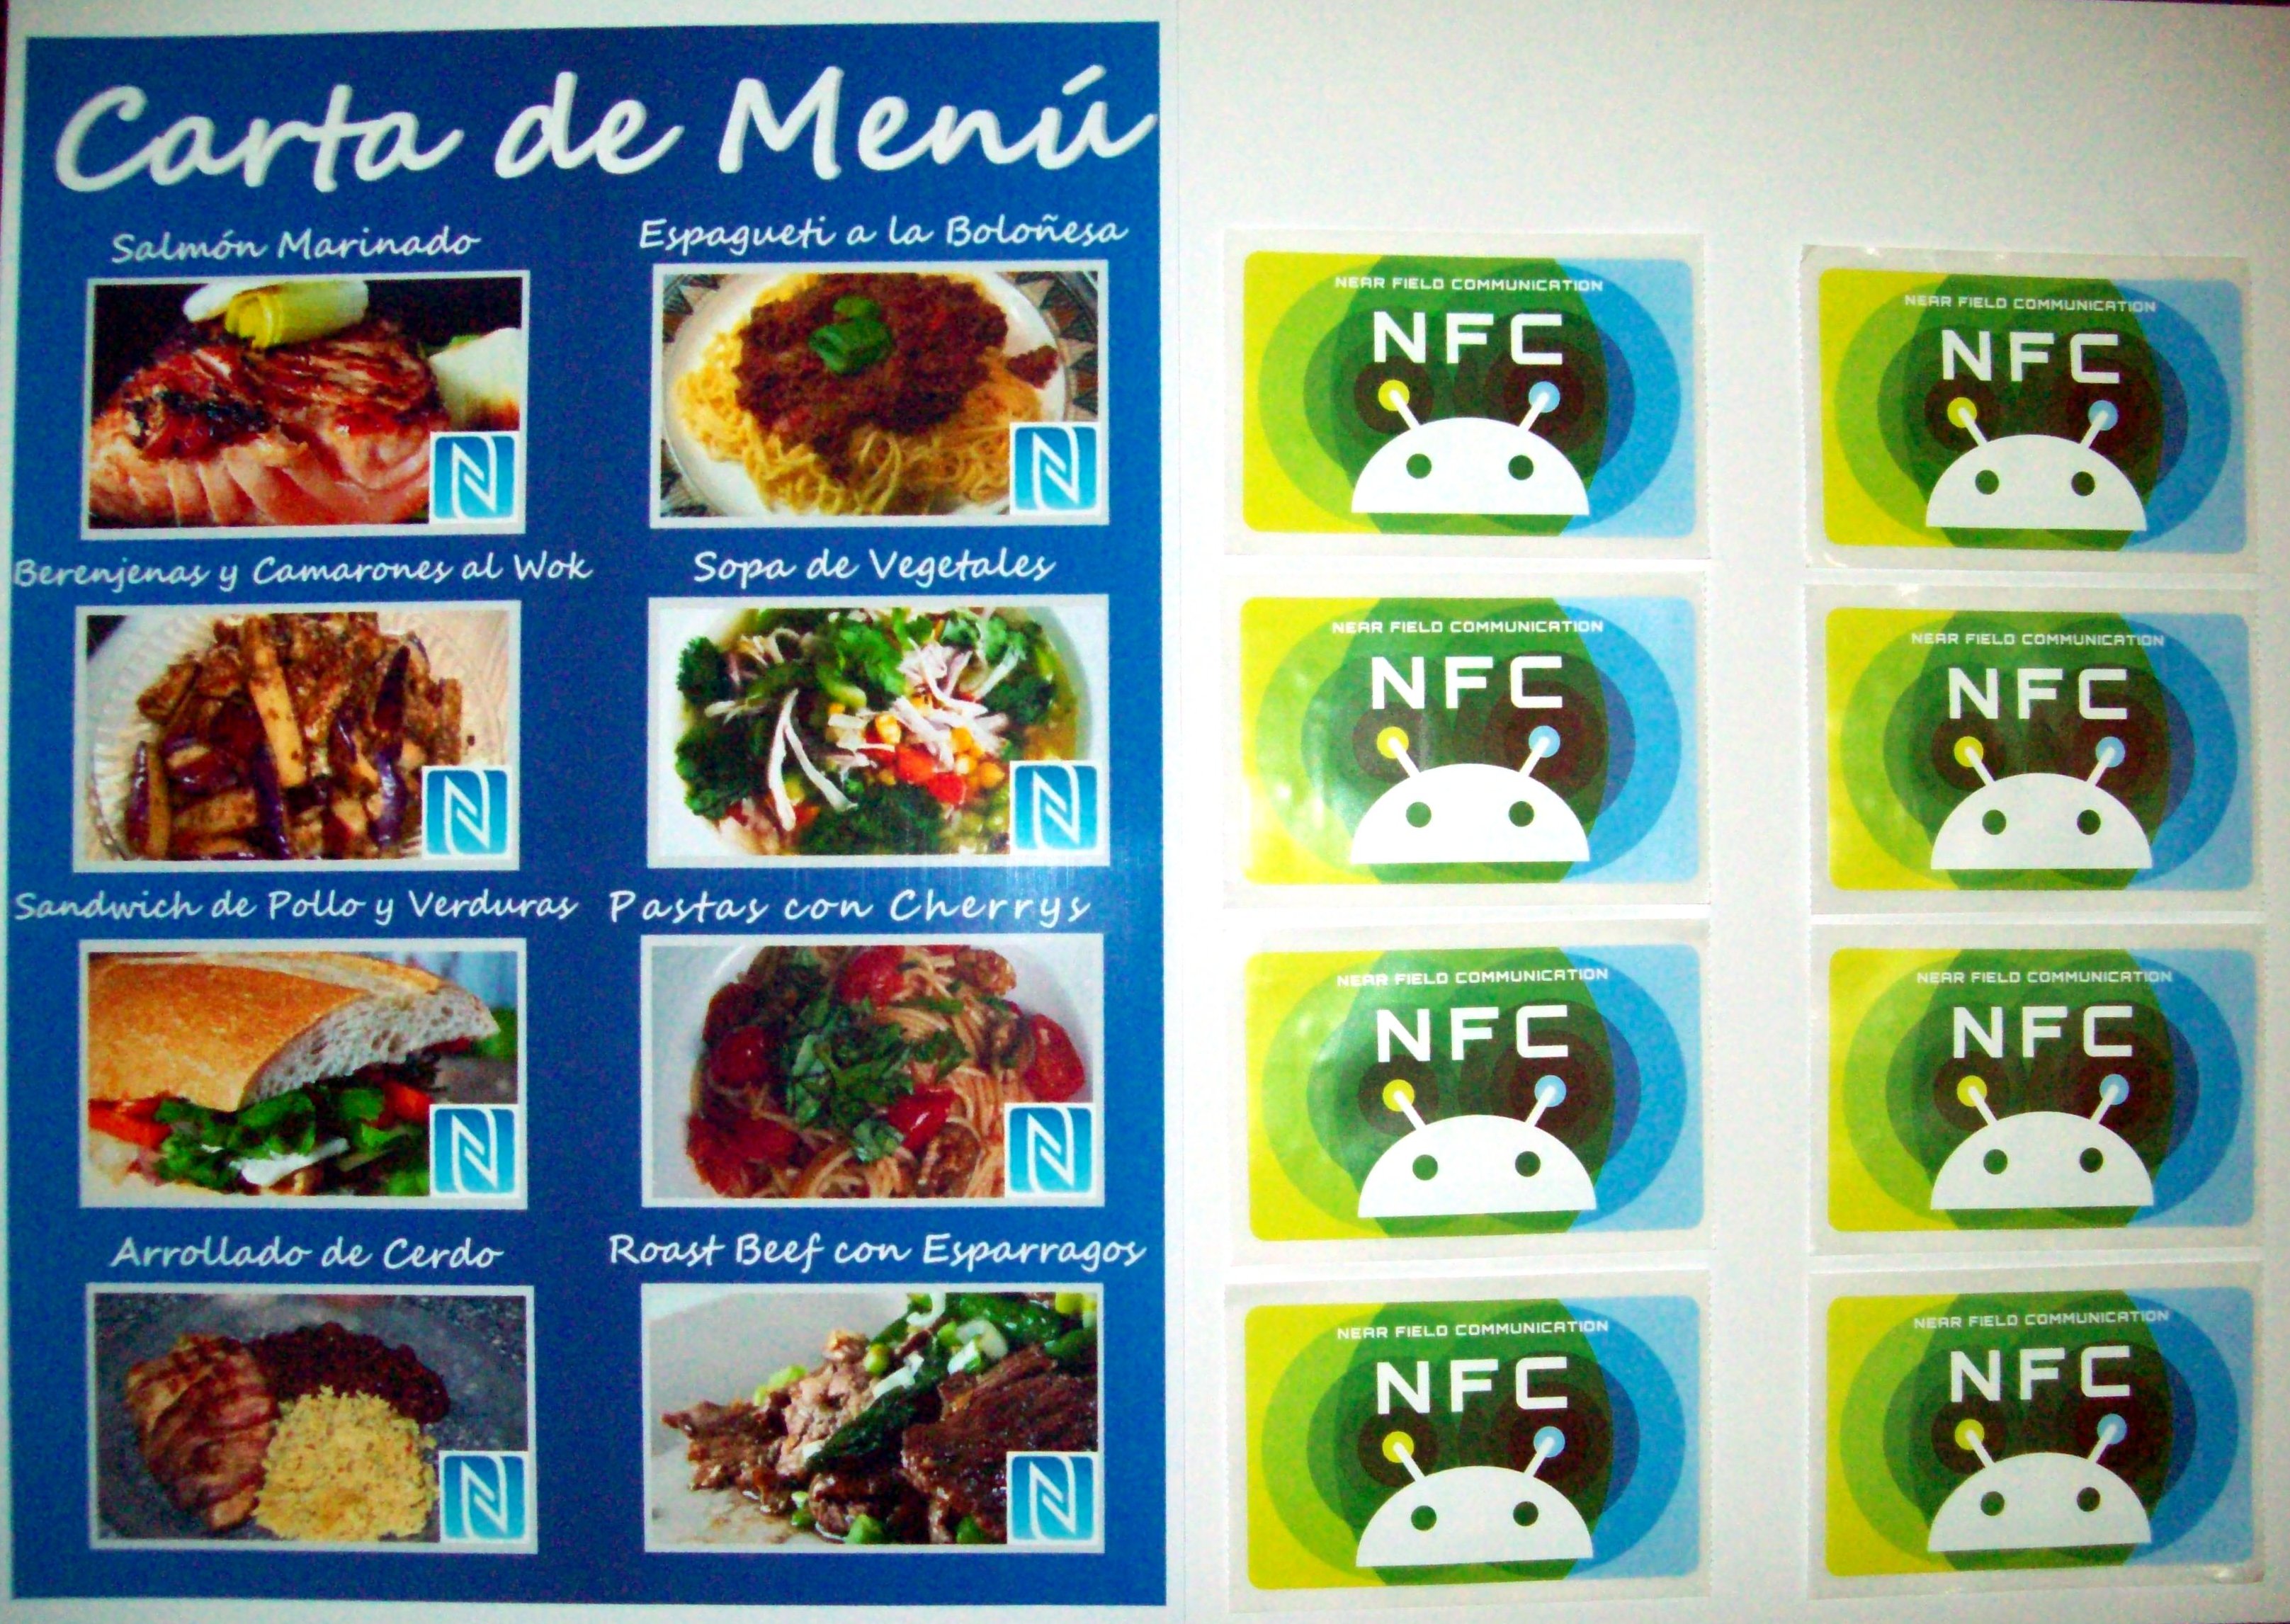 Carta de Menú
Salmón Marinado
Espagueti a la Boloñesa
Berenjenas y Camarones al Wok
Sopa de Vegetales
Sandwich de Pollo y Verduras
Pastas con Cherrys
Arrollado de Cerdo
Roast Beef con Esparragos
NEAR FIELD COMMUNICATION
NFC
NEAR FIELD COMMUNICATION
NFC
NEAR FIELD COMMUNICATION
NFC
NEAR FIELD COMMUNICATION
NFC
NEAR FIELD COMMUNICATION
NFC
NEAR FIELD COMMUNICATION
NFC
NEAR FIELD COMMUNICATION
NFC
NEAR FIELD COMMUNICATION
NFC